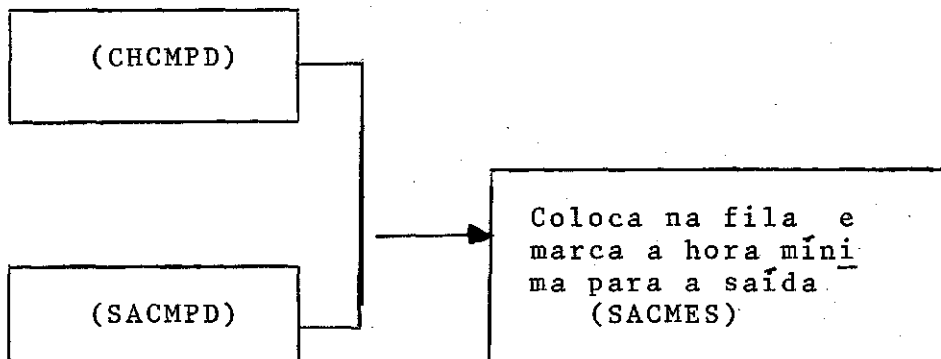 (CHCMPD)
Coloca na fila e
marca a hora míni
ma para a saída
(SACMES)
(SACMPD)